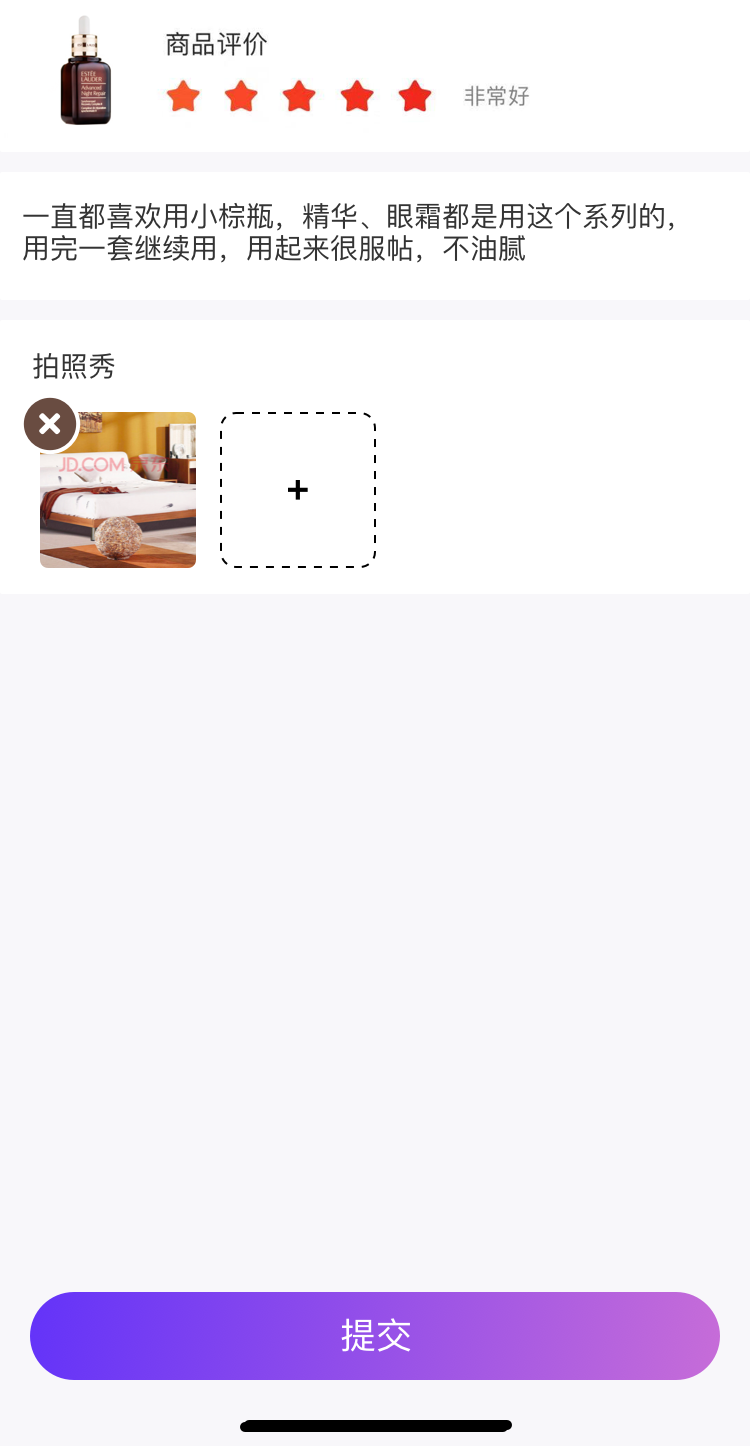 ESTĒE
LAUDER
Advanced
Night Repair
商品评价
非常好
一直都喜欢用小棕瓶，精华、眼霜都是用这个系列的，
用完一套继续用，用起来很服帖，不油腻
拍照秀
JD.COM
提交